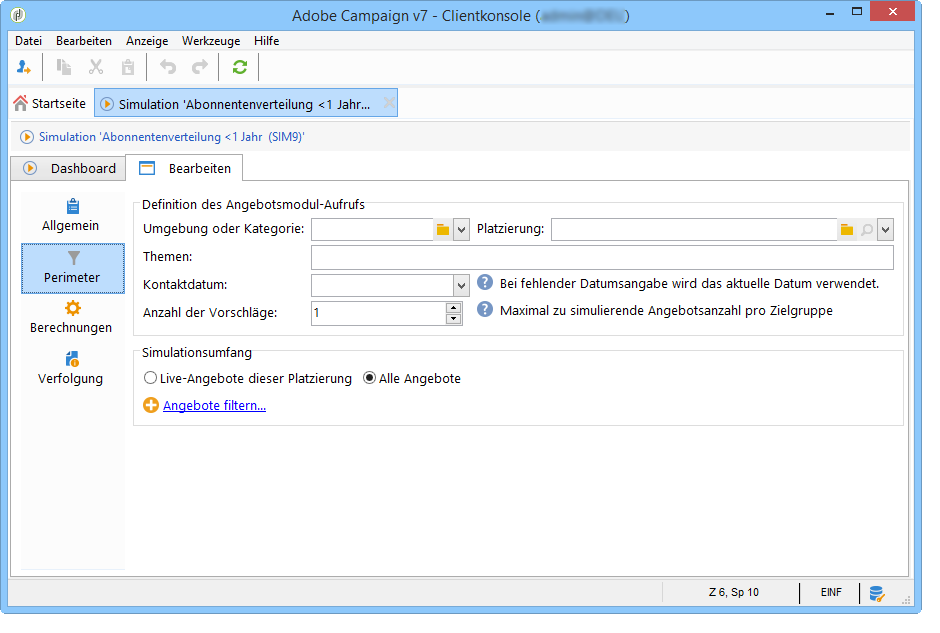 Adobe Campaign v7 - Clientkonsole ( )
Datei Bearbeiten Anzeige Werkzeuge Hilfe
Startseite Simulation 'Abonnentenverteilung <1 Jahr...
Simulation 'Abonnentenverteilung <1 Jahr (SIM9)'
Dashboard Bearbeiten
Allgemein
Perimeter
Berechnungen
Verfolgung
Definition des Angebotsmodul-Aufrufs
Umgebung oder Kategorie: Platzierung:
Themen:
Kontaktdatum: ? Bei fehlender Datumsangabe wird das aktuelle Datum verwendet.
Anzahl der Vorschläge: 1 ? Maximal zu simulierende Angebotsanzahl pro Zielgruppe
Simulationsumfang
Live-Angebote dieser Platzierung Alle Angebote
Angebote filtern...
Z 6, Sp 10 EINF